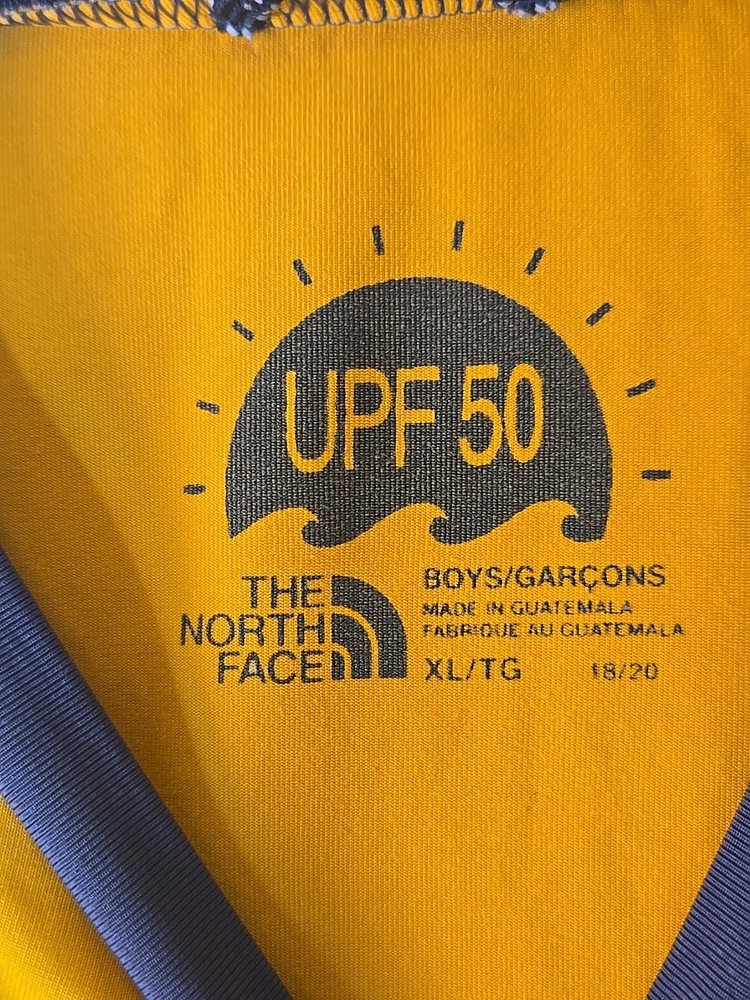 UPF 50
THE
NORTH
FACE
BOYS/GARÇONS
MADE IN GUATEMALA
FABRIQUE AU GUATEMALA
XL/TG 18/20